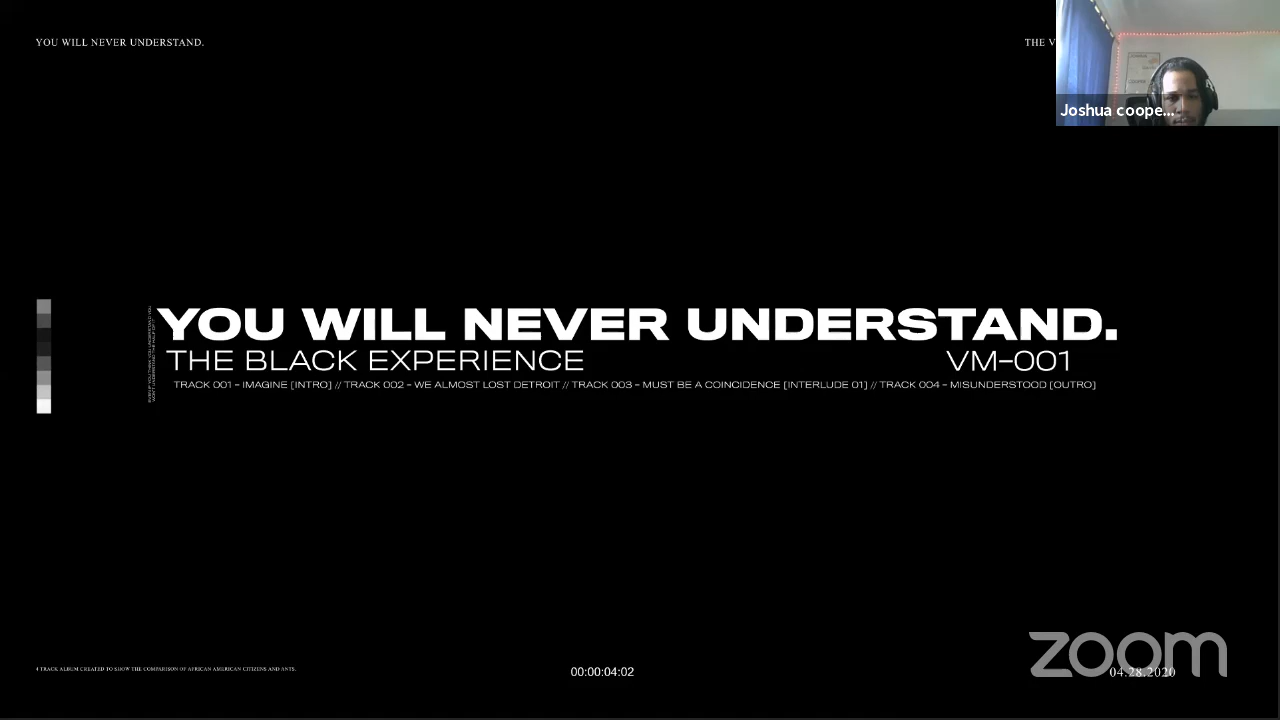 YOU WILL NEVER UNDERSTAND.
THE V
Joshua coope...
YOU WILL NEVER UNDERSTAND.
THE BLACK EXPERIENCE
VM-001
TRACK 001 - IMAGINE [INTRO] // TRACK 002 - WE ALMOST LOST DETROIT // TRACK 003 - MUST BE A COINCIDENCE [INTERLUDE 01] // TRACK 004 - MISUNDERSTOOD [OUTRO]
4 TRACK ALBUM CREATED TO SHOW THE COMPARISON OF AFRICAN AMERICAN CITIZENS AND ANTS.
00:00:04:02
zoom
04.28.2020